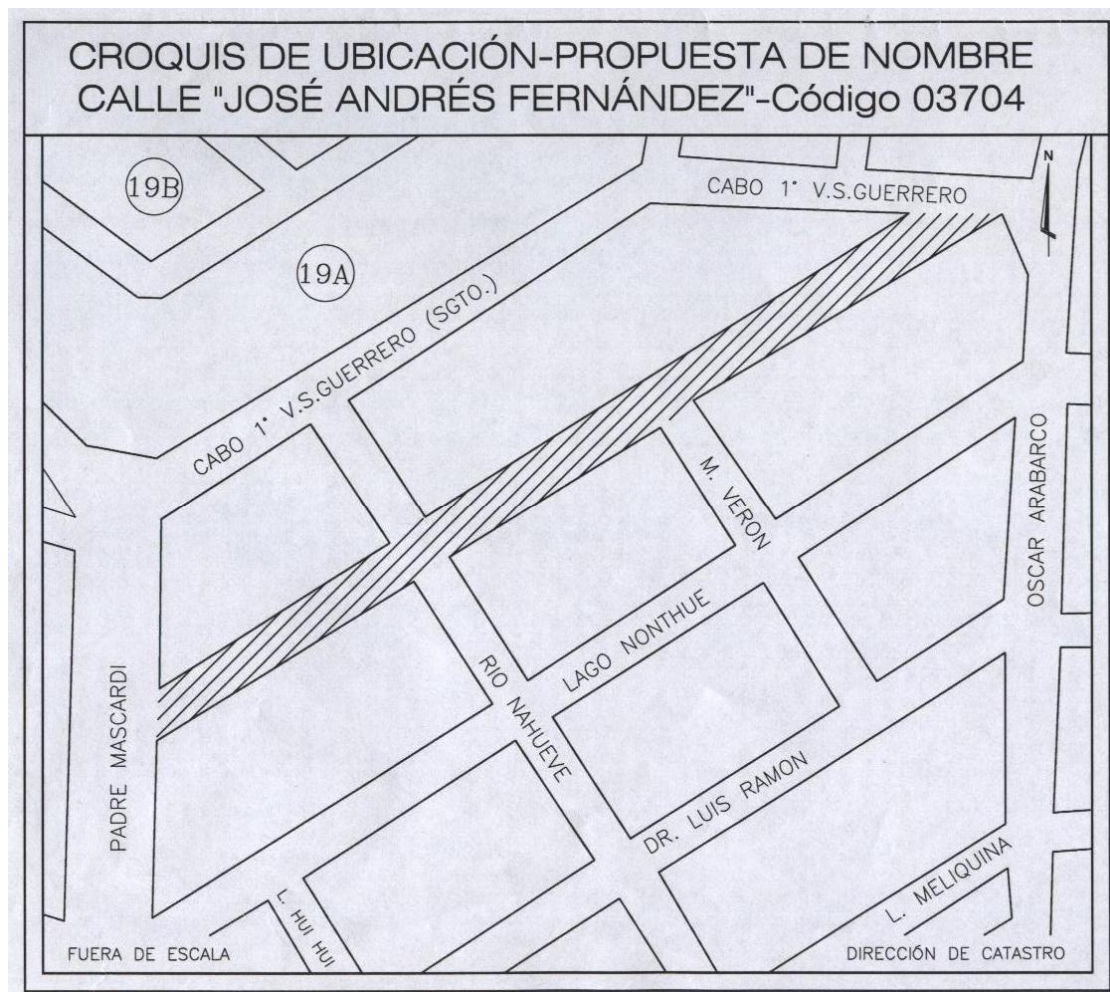 CROQUIS DE UBICACIÓN-PROPUESTA DE NOMBRE
CALLE "JOSÉ ANDRÉS FERNÁNDEZ"-Código 03704
N
19B
CABO 1° V.S.GUERRERO
19A
CABO 1° V.S.GUERRERO (SGTO.)
M. VERON
OSCAR ARABARCO
LAGO NONTHUE
RIO NAHUEVE
PADRE MASCARDI
DR. LUIS RAMON
L. MELIQUINA
L. HUI HUI
FUERA DE ESCALA
DIRECCIÓN DE CATASTRO